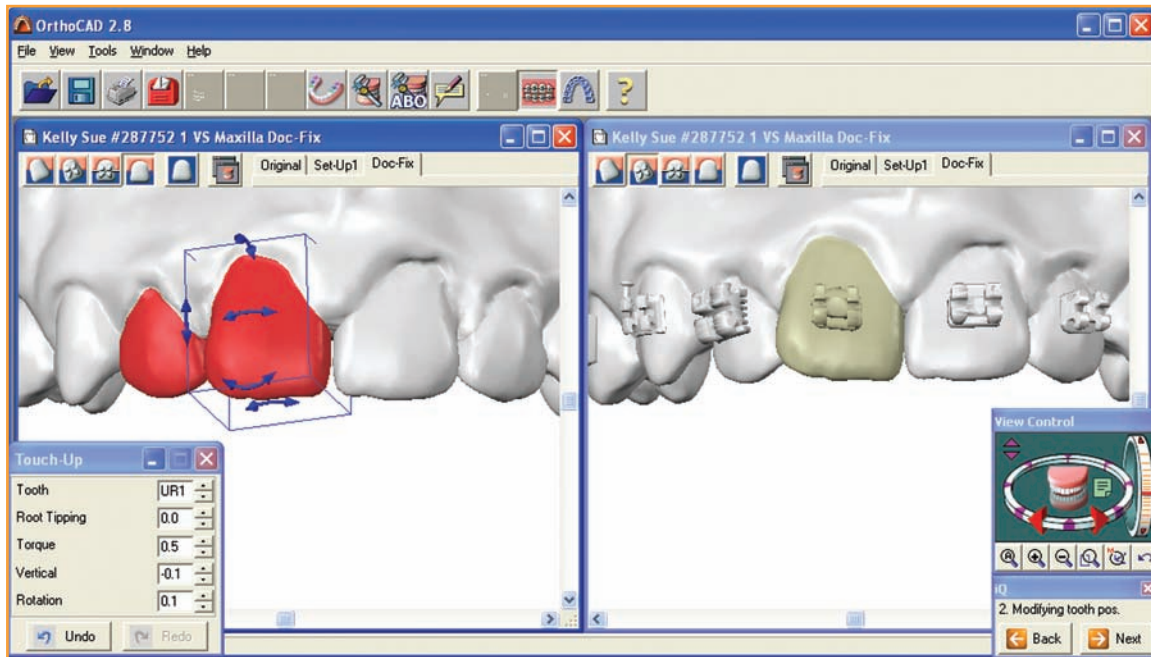 OrthoCAD 2.8
File View Tools Window Help
ABO
?
Kelly Sue #287752 1 VS Maxilla Doc-Fix
Original Set-Up1 Doc-Fix
Kelly Sue #287752 1 VS Maxilla Doc-Fix
Original Set-Up1 Doc-Fix
Touch-Up
Tooth UR1
Root Tipping 0.0
Torque 0.5
Vertical -0.1
Rotation 0.1
Undo Redo
View Control
iQ
2. Modifying tooth pos.
Back Next